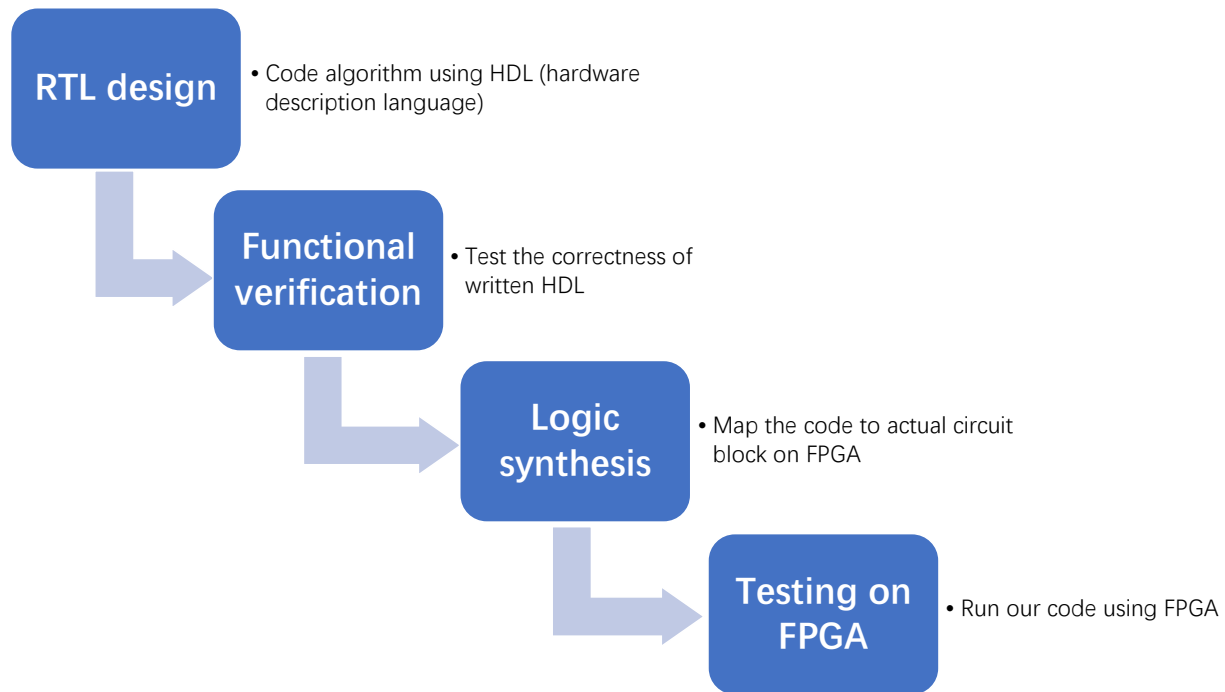 RTL design
• Code algorithm using HDL (hardware
description language)
Functional
verification
• Test the correctness of
written HDL
Logic
synthesis
• Map the code to actual circuit
block on FPGA
Testing on
FPGA
• Run our code using FPGA